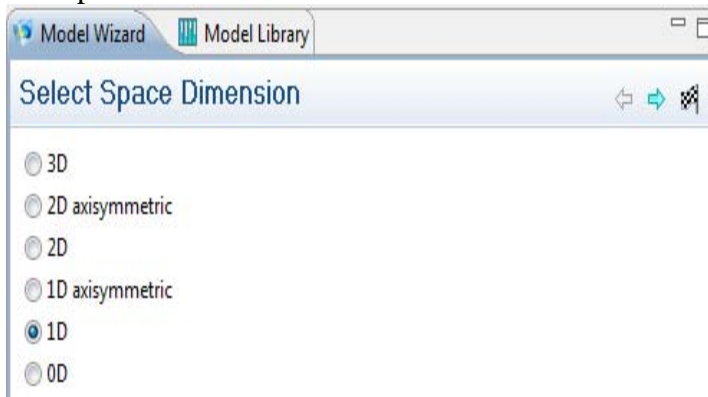 Model Wizard Model Library
Select Space Dimension
3D
2D axisymmetric
2D
1D axisymmetric
1D
0D